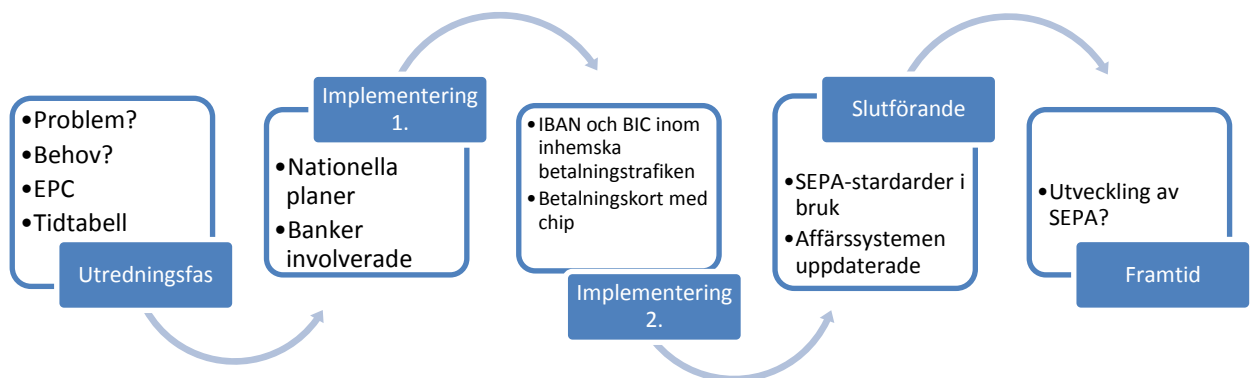 •Problem?
•Behov?
•EPC
•Tidtabell
Utredningsfas
Implementering
1.
•Nationella
planer
•Banker
involverade
•IBAN och BIC inom
inhemska
betalningstrafiken
•Betalningskort med
chip
Implementering
2.
Slutförande
•SEPA-stardarder i
bruk
•Affärssystemen
uppdaterade
•Utveckling av
SEPA?
Framtid